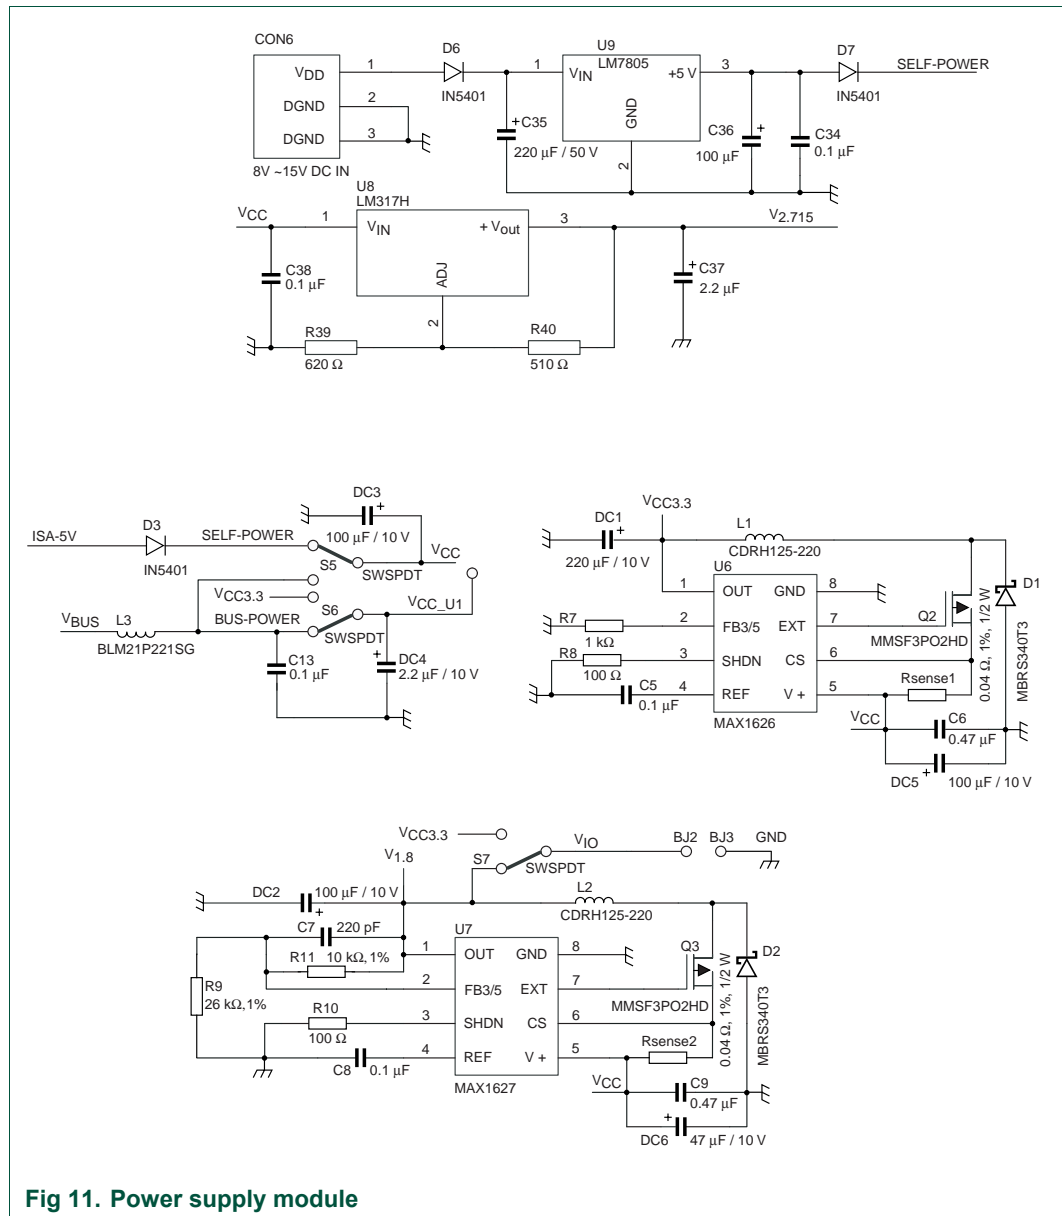 CON6
VDD
DGND
DGND
1
2
3
8V ~15V DC IN
D6
IN5401
C35
220 μF / 50 V
U9
LM7805
1
VIN
+5 V
3
GND
2
C36
100 μF
C34
0.1 μF
D7
IN5401
SELF-POWER
U8
LM317H
VCC
1
VIN
+ Vout
3
V2.715
ADJ
2
C38
0.1 μF
C37
2.2 μF
R39
620 Ω
R40
510 Ω
ISA-5V
D3
IN5401
SELF-POWER
DC3
100 μF / 10 V
VCC
S5
SWSPDT
VCC3.3
VCC_U1
VBUS
L3
BLM21P221SG
BUS-POWER
S6
SWSPDT
C13
0.1 μF
DC4
2.2 μF / 10 V
VCC3.3
DC1
220 μF / 10 V
L1
CDRH125-220
U6
1
OUT
GND
8
R7
1 kΩ
2
FB3/5
EXT
7
R8
100 Ω
3
SHDN
CS
6
C5
0.1 μF
4
REF
V +
5
MAX1626
Q2
MMSF3PO2HD
D1
MBRS340T3
0.04 Ω, 1%, 1/2 W
Rsense1
VCC
C6
0.47 μF
DC5
100 μF / 10 V
VCC3.3
V1.8
S7
SWSPDT
VIO
BJ2
BJ3
GND
DC2
100 μF / 10 V
L2
CDRH125-220
C7
220 pF
R11
10 kΩ, 1%
U7
1
OUT
GND
8
R9
26 kΩ,1%
2
FB3/5
EXT
7
R10
100 Ω
3
SHDN
CS
6
C8
0.1 μF
4
REF
V +
5
MAX1627
Q3
MMSF3PO2HD
D2
MBRS340T3
0.04 Ω, 1%, 1/2 W
Rsense2
VCC
C9
0.47 μF
DC6
47 μF / 10 V
Fig 11. Power supply module